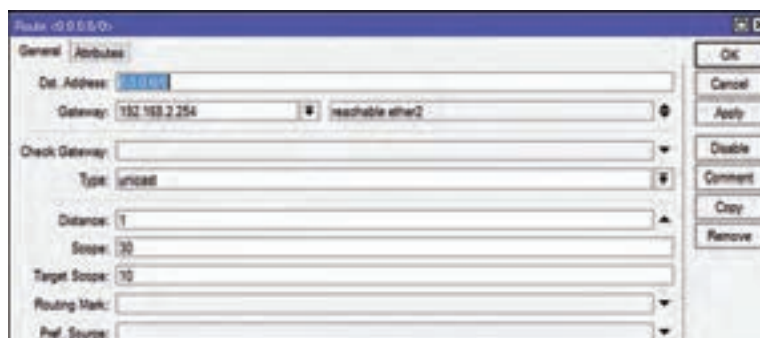 Route <0.0.0.0/0>
General Attributes
Dst. Address: 0.0.0.0/0
Gateway: 192.168.2.254 reachable ether2
Check Gateway:
Type: unicast
Distance: 1
Scope: 30
Target Scope: 10
Routing Mark:
Pref. Source:
OK
Cancel
Apply
Disable
Comment
Copy
Remove